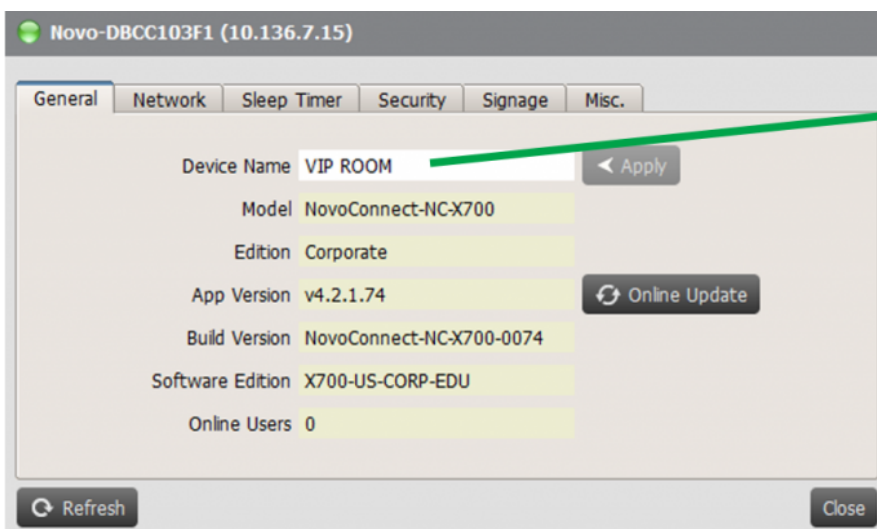 Novo-DBCC103F1 (10.136.7.15)
General Network Sleep Timer Security Signage Misc.
Device Name VIP ROOM Apply
Model NovoConnect-NC-X700
Edition Corporate
App Version v4.2.1.74 Online Update
Build Version NovoConnect-NC-X700-0074
Software Edition X700-US-CORP-EDU
Online Users 0
Refresh Close